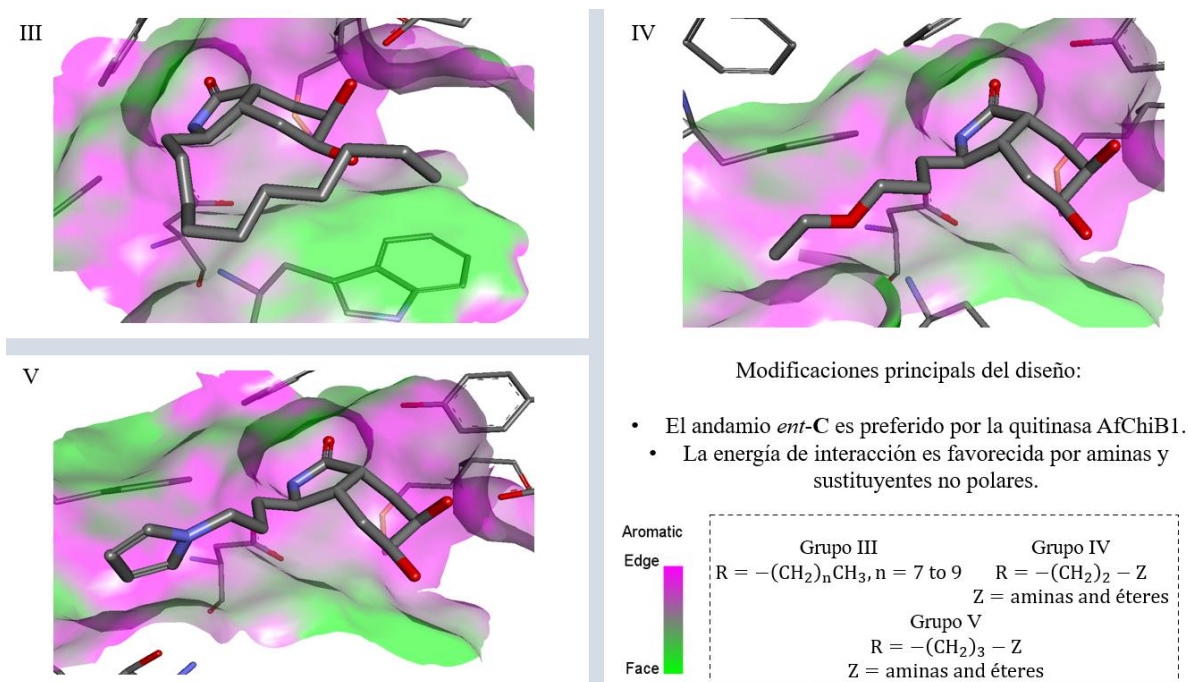 III
IV
V
Modificaciones principals del diseño:
• El andamio ent-C es preferido por la quitinasa AfChiB1.
• La energía de interacción es favorecida por aminas y
sustituyentes no polares.
Aromatic
Edge
Face
Grupo III
R = −(CH₂)ₙCH₃, n = 7 to 9
Grupo IV
R = −(CH₂)₂ − Z
Z = aminas and éteres
Grupo V
R = −(CH₂)₃ − Z
Z = aminas and éteres